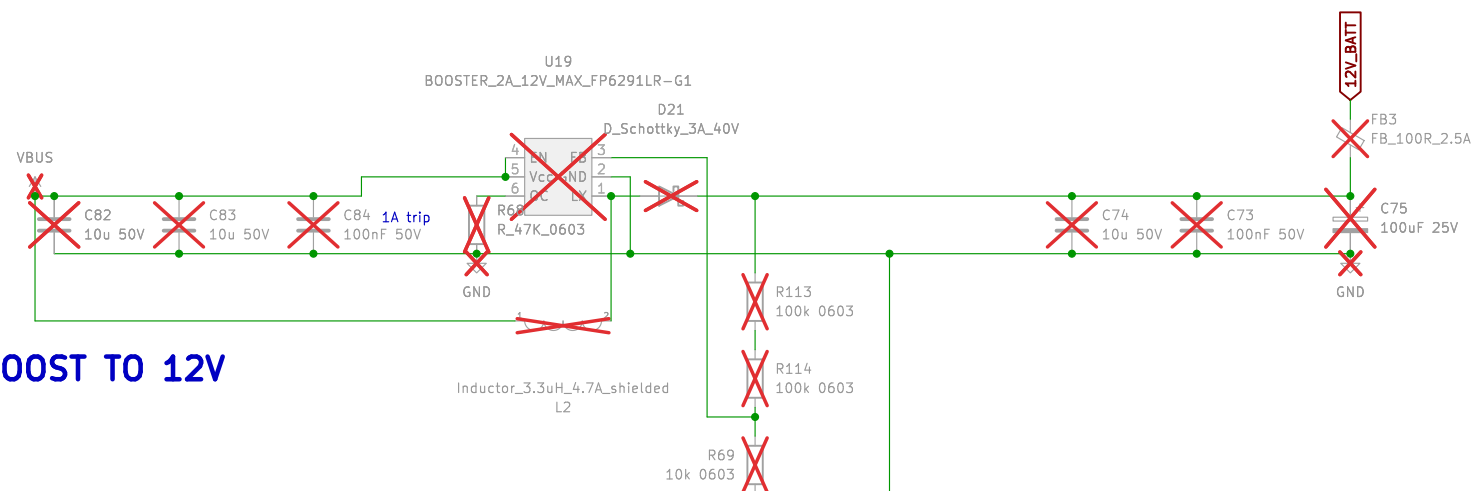 12V_BATT
U19
BOOSTER_2A_12V_MAX_FP6291LR-G1
D21
D_Schottky_3A_40V
FB3
FB_100R_2.5A
VBUS
4 EN FB 3
5 Vcc GND 2
6 OC LX 1
C82
10u 50V
C83
10u 50V
C84
100nF 50V
1A trip
R68
R_47K_0603
C74
10u 50V
C73
100nF 50V
C75
100uF 25V
GND
GND
R113
100k 0603
1 2
OOST TO 12V
R114
100k 0603
Inductor_3.3uH_4.7A_shielded
L2
R69
10k 0603